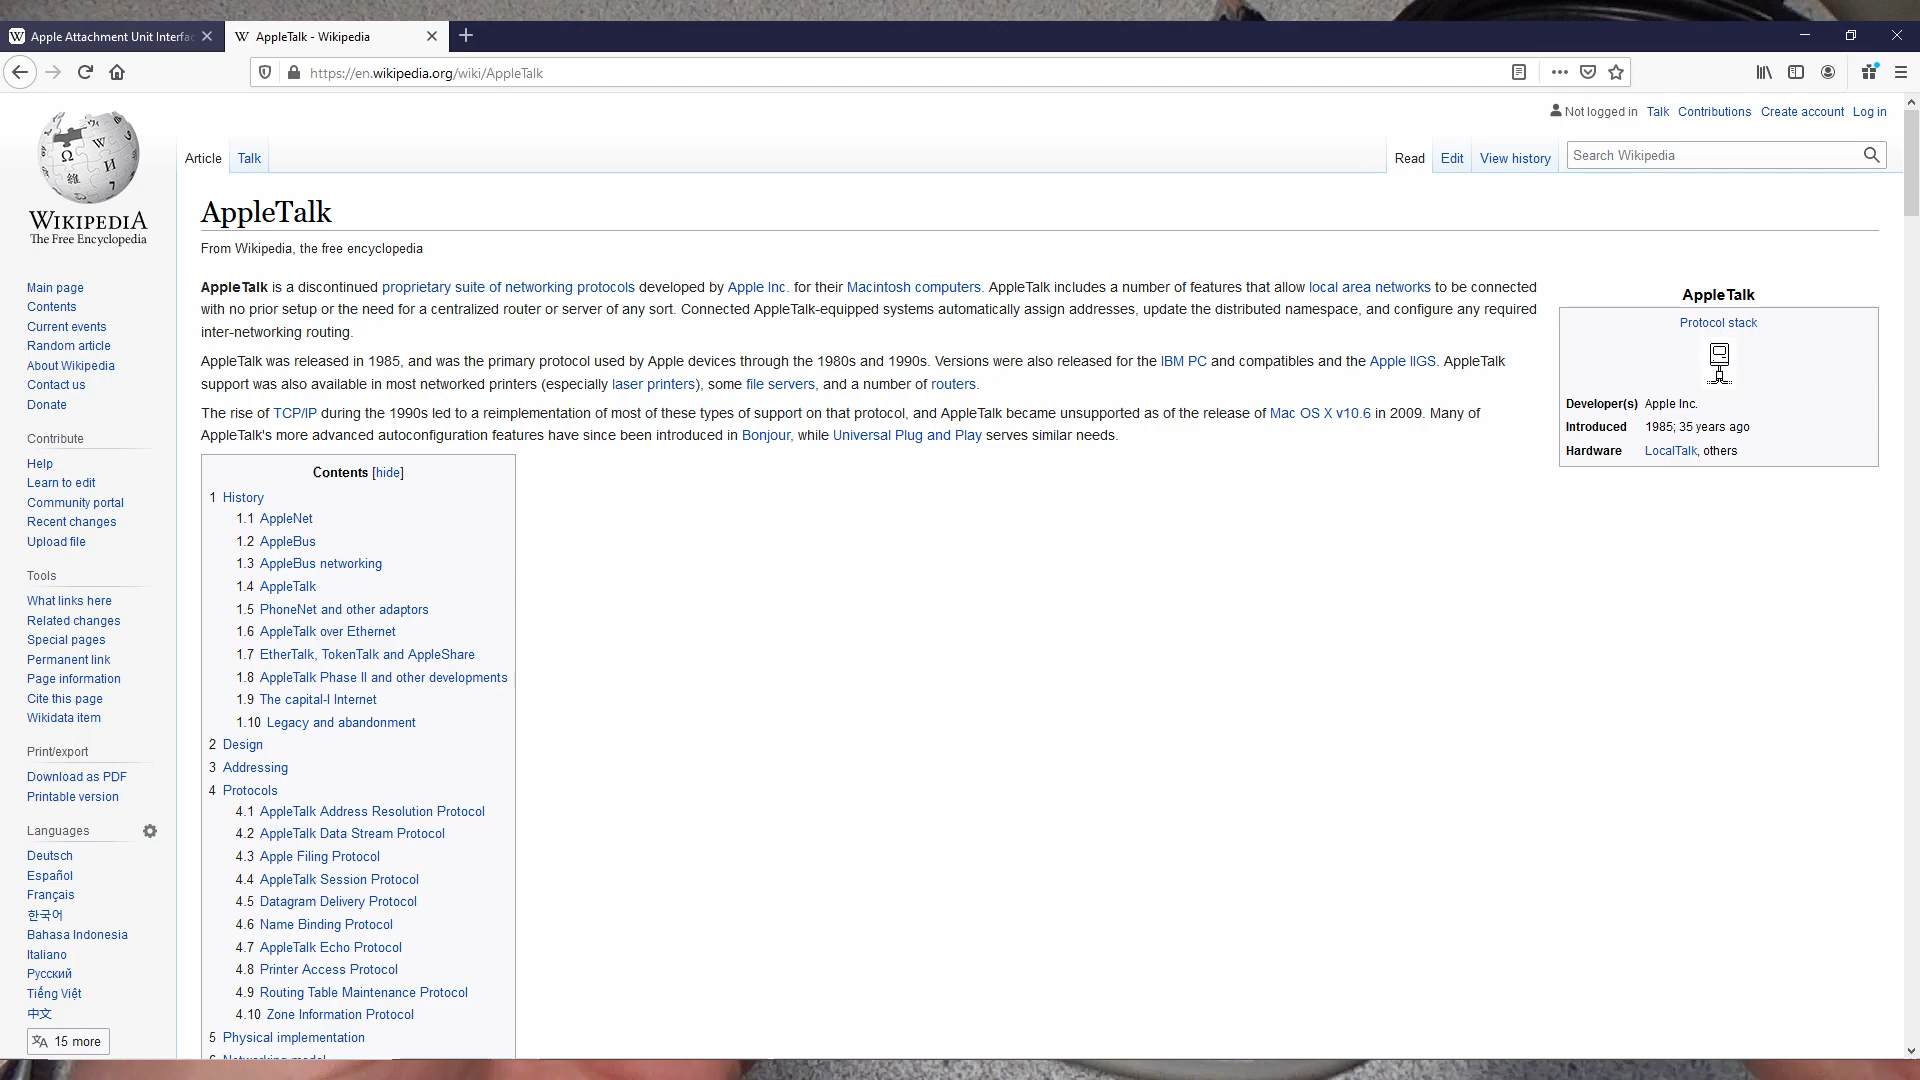 Apple Attachment Unit Interfac
AppleTalk - Wikipedia
https://en.wikipedia.org/wiki/AppleTalk
Not logged in Talk Contributions Create account Log in
Article Talk
Read Edit View history Search Wikipedia
WIKIPEDIA
The Free Encyclopedia
Main page
Contents
Current events
Random article
About Wikipedia
Contact us
Donate
Contribute
Help
Learn to edit
Community portal
Recent changes
Upload file
Tools
What links here
Related changes
Special pages
Permanent link
Page information
Cite this page
Wikidata item
Print/export
Download as PDF
Printable version
Languages
Deutsch
Español
Français
한국어
Bahasa Indonesia
Italiano
Русский
Tiếng Việt
中文
15 more
AppleTalk
From Wikipedia, the free encyclopedia
AppleTalk is a discontinued proprietary suite of networking protocols developed by Apple Inc. for their Macintosh computers. AppleTalk includes a number of features that allow local area networks to be connected
with no prior setup or the need for a centralized router or server of any sort. Connected AppleTalk-equipped systems automatically assign addresses, update the distributed namespace, and configure any required
inter-networking routing.
AppleTalk was released in 1985, and was the primary protocol used by Apple devices through the 1980s and 1990s. Versions were also released for the IBM PC and compatibles and the Apple IIGS. AppleTalk
support was also available in most networked printers (especially laser printers), some file servers, and a number of routers.
The rise of TCP/IP during the 1990s led to a reimplementation of most of these types of support on that protocol, and AppleTalk became unsupported as of the release of Mac OS X v10.6 in 2009. Many of
AppleTalk's more advanced autoconfiguration features have since been introduced in Bonjour, while Universal Plug and Play serves similar needs.
AppleTalk
Protocol stack
Developer(s) Apple Inc.
Introduced 1985; 35 years ago
Hardware LocalTalk, others
Contents [hide]
1 History
1.1 AppleNet
1.2 AppleBus
1.3 AppleBus networking
1.4 AppleTalk
1.5 PhoneNet and other adaptors
1.6 AppleTalk over Ethernet
1.7 EtherTalk, TokenTalk and AppleShare
1.8 AppleTalk Phase II and other developments
1.9 The capital-I Internet
1.10 Legacy and abandonment
2 Design
3 Addressing
4 Protocols
4.1 AppleTalk Address Resolution Protocol
4.2 AppleTalk Data Stream Protocol
4.3 Apple Filing Protocol
4.4 AppleTalk Session Protocol
4.5 Datagram Delivery Protocol
4.6 Name Binding Protocol
4.7 AppleTalk Echo Protocol
4.8 Printer Access Protocol
4.9 Routing Table Maintenance Protocol
4.10 Zone Information Protocol
5 Physical implementation
6 Networking model